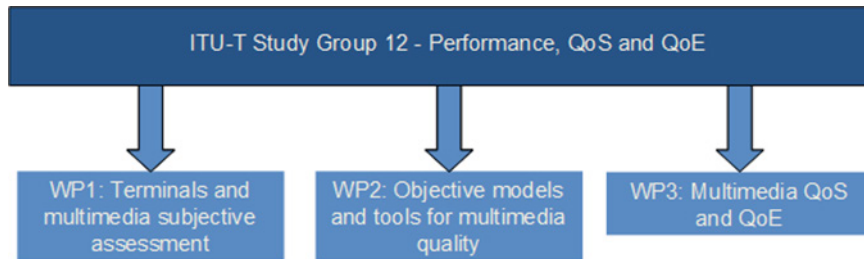 ITU-T Study Group 12 - Performance, QoS and QoE
WP1: Terminals and
multimedia subjective
assessment
WP2: Objective models
and tools for multimedia
quality
WP3: Multimedia QoS
and QoE